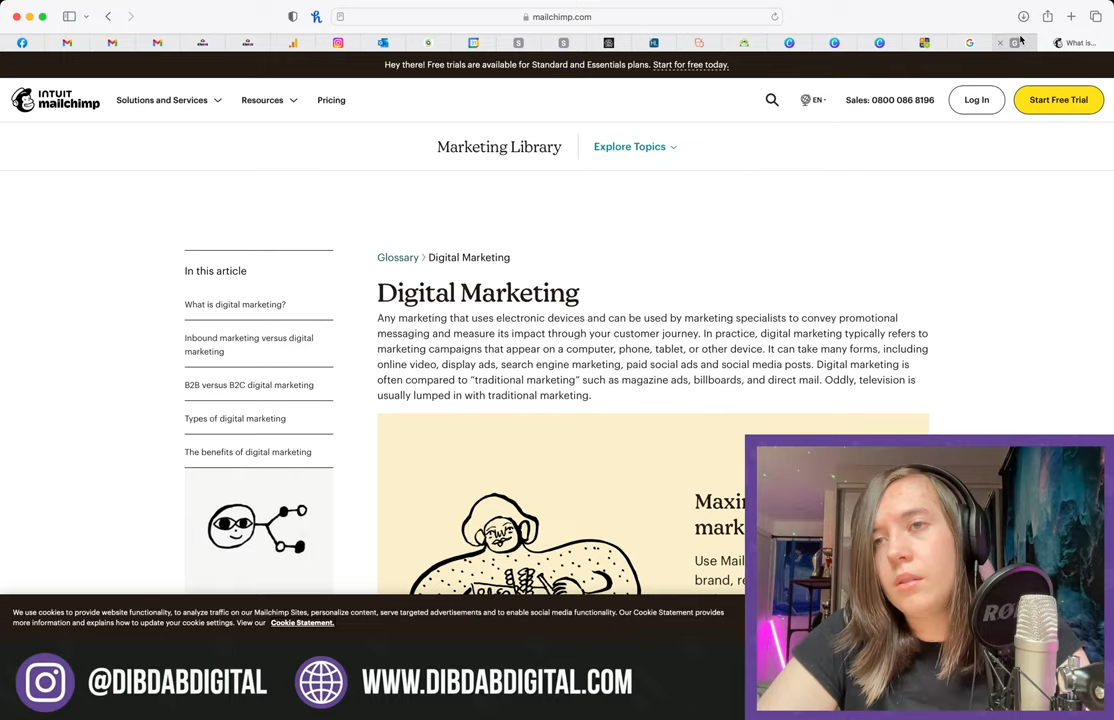 mailchimp.com
What is...
Hey there! Free trials are available for Standard and Essentials plans. Start for free today.
INTUIT
mailchimp
Solutions and Services
Resources
Pricing
EN
Sales: 0800 086 8196
Log In
Start Free Trial
Marketing Library
Explore Topics
Glossary
Digital Marketing
In this article
What is digital marketing?
Inbound marketing versus digital
marketing
B2B versus B2C digital marketing
Types of digital marketing
The benefits of digital marketing
Digital Marketing
Any marketing that uses electronic devices and can be used by marketing specialists to convey promotional
messaging and measure its impact through your customer journey. In practice, digital marketing typically refers to
marketing campaigns that appear on a computer, phone, tablet, or other device. It can take many forms, including
online video, display ads, search engine marketing, paid social ads and social media posts. Digital marketing is
often compared to “traditional marketing” such as magazine ads, billboards, and direct mail. Oddly, television is
usually lumped in with traditional marketing.
Maxi
mark
Use Mail
brand, re
We use cookies to provide website functionality, to analyze traffic on our Mailchimp Sites, personalize content, serve targeted advertisements and to enable social media functionality. Our Cookie Statement provides
more information and explains how to update your cookie settings. View our Cookie Statement.
@DIBDABDIGITAL
WWW.DIBDABDIGITAL.COM
RØDE